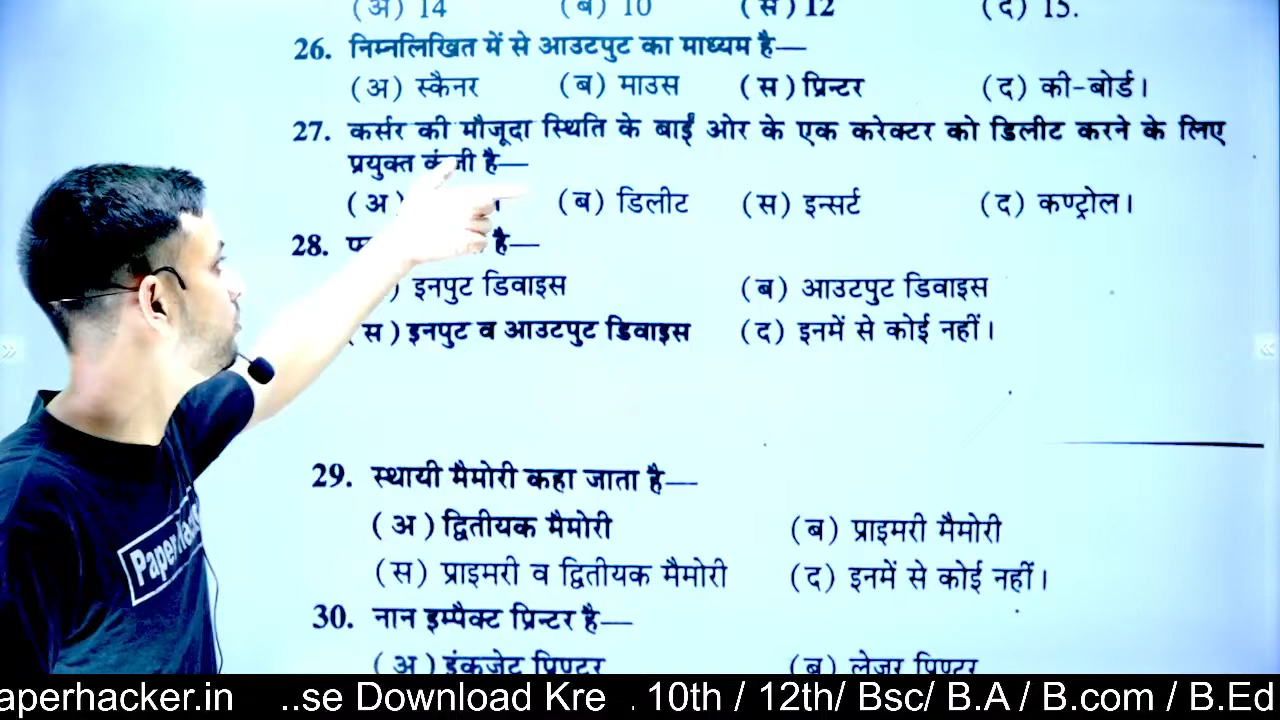 (अ) 14 (ब) 10 (स) 12 (द) 15.
26. निम्नलिखित में से आउटपुट का माध्यम है—
(अ) स्कैनर (ब) माउस (स) प्रिन्टर (द) की-बोर्ड।
27. कर्सर की मौजूदा स्थिति के बाईं ओर के एक करेक्टर को डिलीट करने के लिए
प्रयुक्त कुंजी है—
(अ) (ब) डिलीट (स) इन्सर्ट (द) कण्ट्रोल।
28. है—
) इनपुट डिवाइस (ब) आउटपुट डिवाइस
(स) इनपुट व आउटपुट डिवाइस (द) इनमें से कोई नहीं।
29. स्थायी मैमोरी कहा जाता है—
(अ) द्वितीयक मैमोरी (ब) प्राइमरी मैमोरी
(स) प्राइमरी व द्वितीयक मैमोरी (द) इनमें से कोई नहीं।
30. नान इम्पैक्ट प्रिन्टर है—
(अ) इंकजेट प्रिण्टर (ब) लेजर प्रिण्टर
Paper
aperhacker.in ..se Download Kre . 10th / 12th/ Bsc/ B.A / B.com / B.Ed